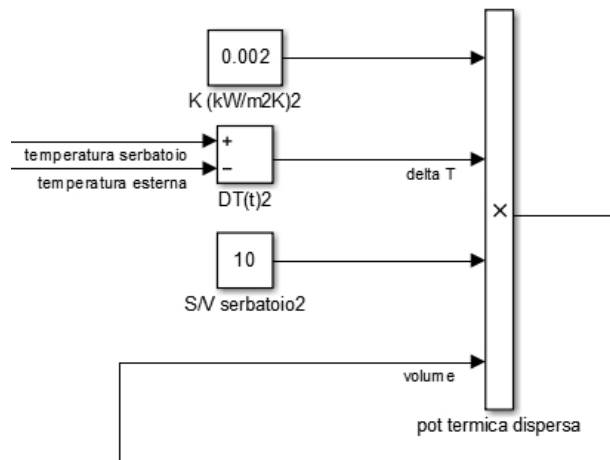 0.002
K (kW/m2K)2
+
temperatura serbatoio
−
temperatura esterna
DT(t)2
delta T
×
10
S/V serbatoio2
volume
pot termica dispersa